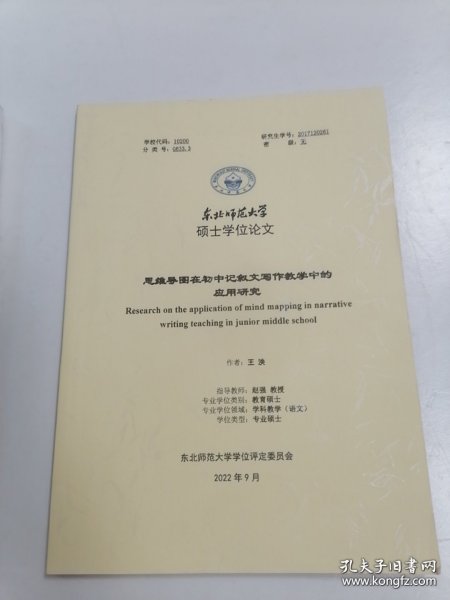 学校代码：10200
研究生学号：2017120261
分 类 号：G633.3
密 级：无
东北师范大学
硕士学位论文
思维导图在初中记叙文写作教学中的
应用研究
Research on the application of mind mapping in narrative
writing teaching in junior middle school
作者：王 泱
指导教师：赵强 教授
专业学位类别：教育硕士
专业学位领域：学科教学（语文）
学位类型：专业硕士
东北师范大学学位评定委员会
2022 年 9 月
孔夫子旧书网
www.kongfz.com